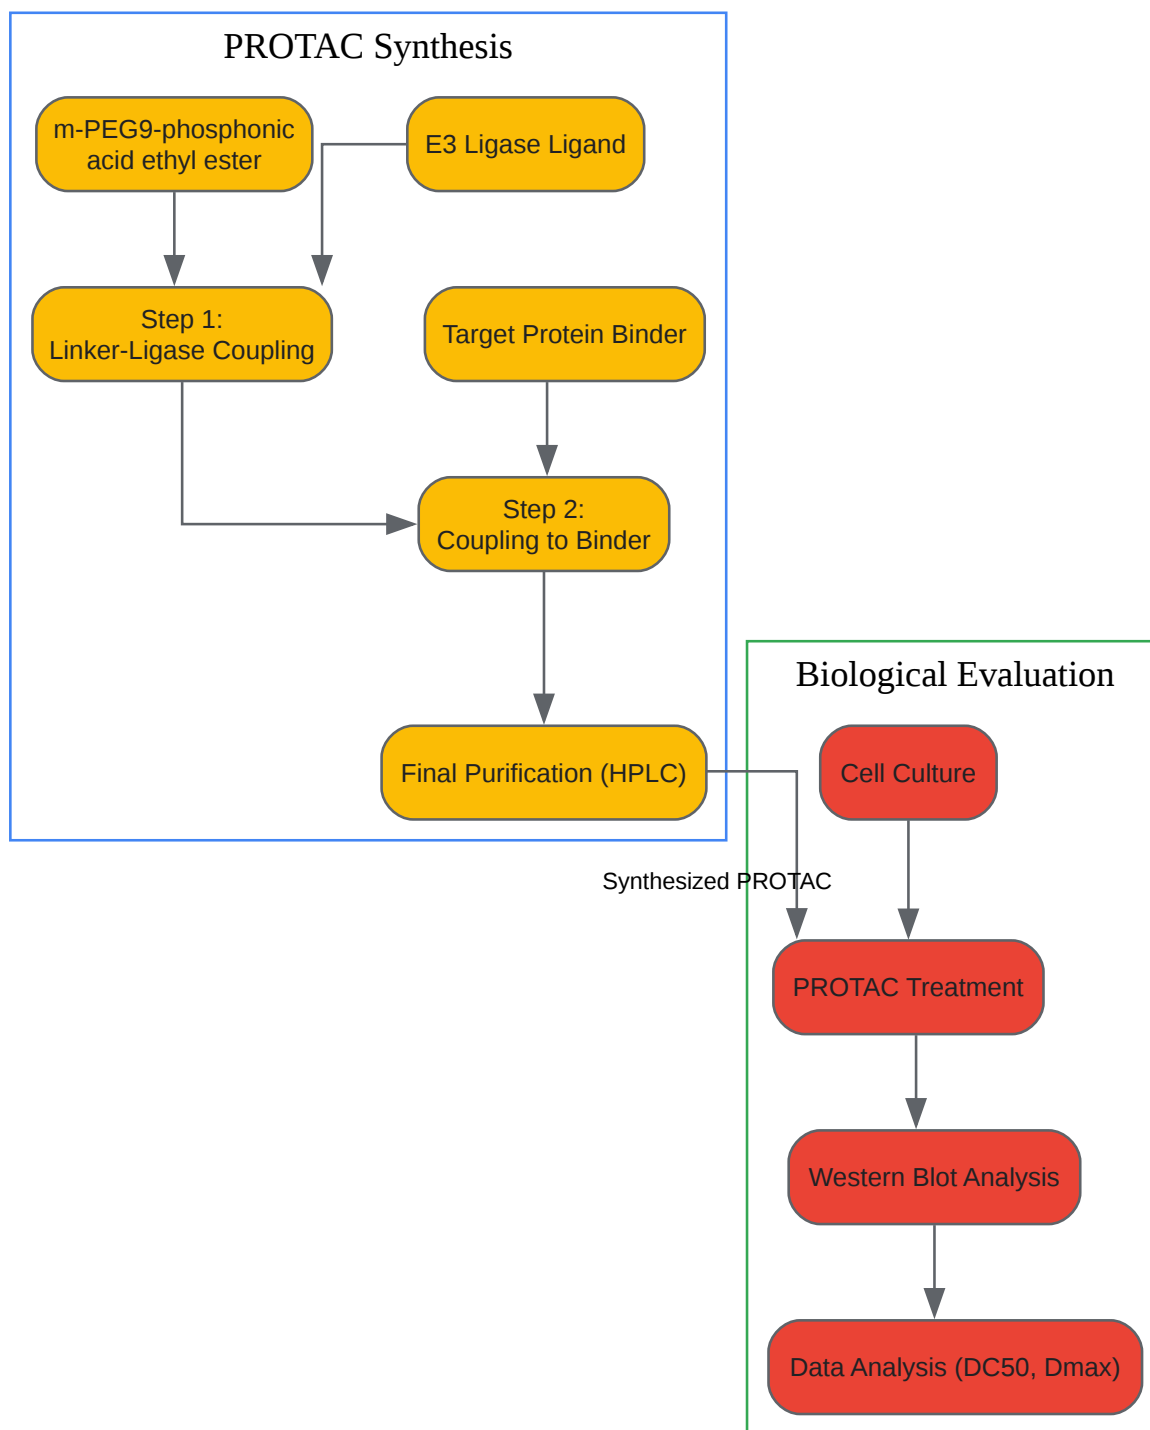 PROTAC Synthesis
m-PEG9-phosphonic
acid ethyl ester
E3 Ligase Ligand
Step 1:
Linker-Ligase Coupling
Target Protein Binder
Step 2:
Coupling to Binder
Final Purification (HPLC)
Synthesized PROTAC
Biological Evaluation
Cell Culture
PROTAC Treatment
Western Blot Analysis
Data Analysis (DC50, Dmax)